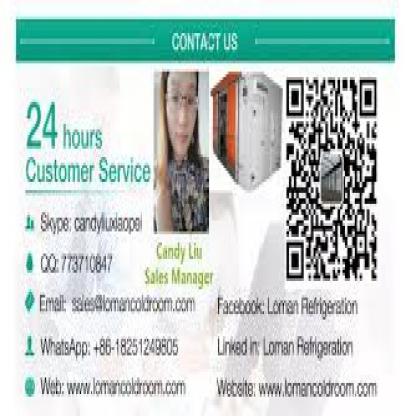 CONTACT US
24 hours
Customer Service
Skype: candyliuxiaopei
QQ: 773710847
Email: sales@lomancoldroom.com
WhatsApp: +86-18251249805
Web: www.lomancoldroom.com
Candy Liu
Sales Manager
Facebook: Loman Refrigeration
Linked in: Loman Refrigeration
Website: www.lomancoldroom.com